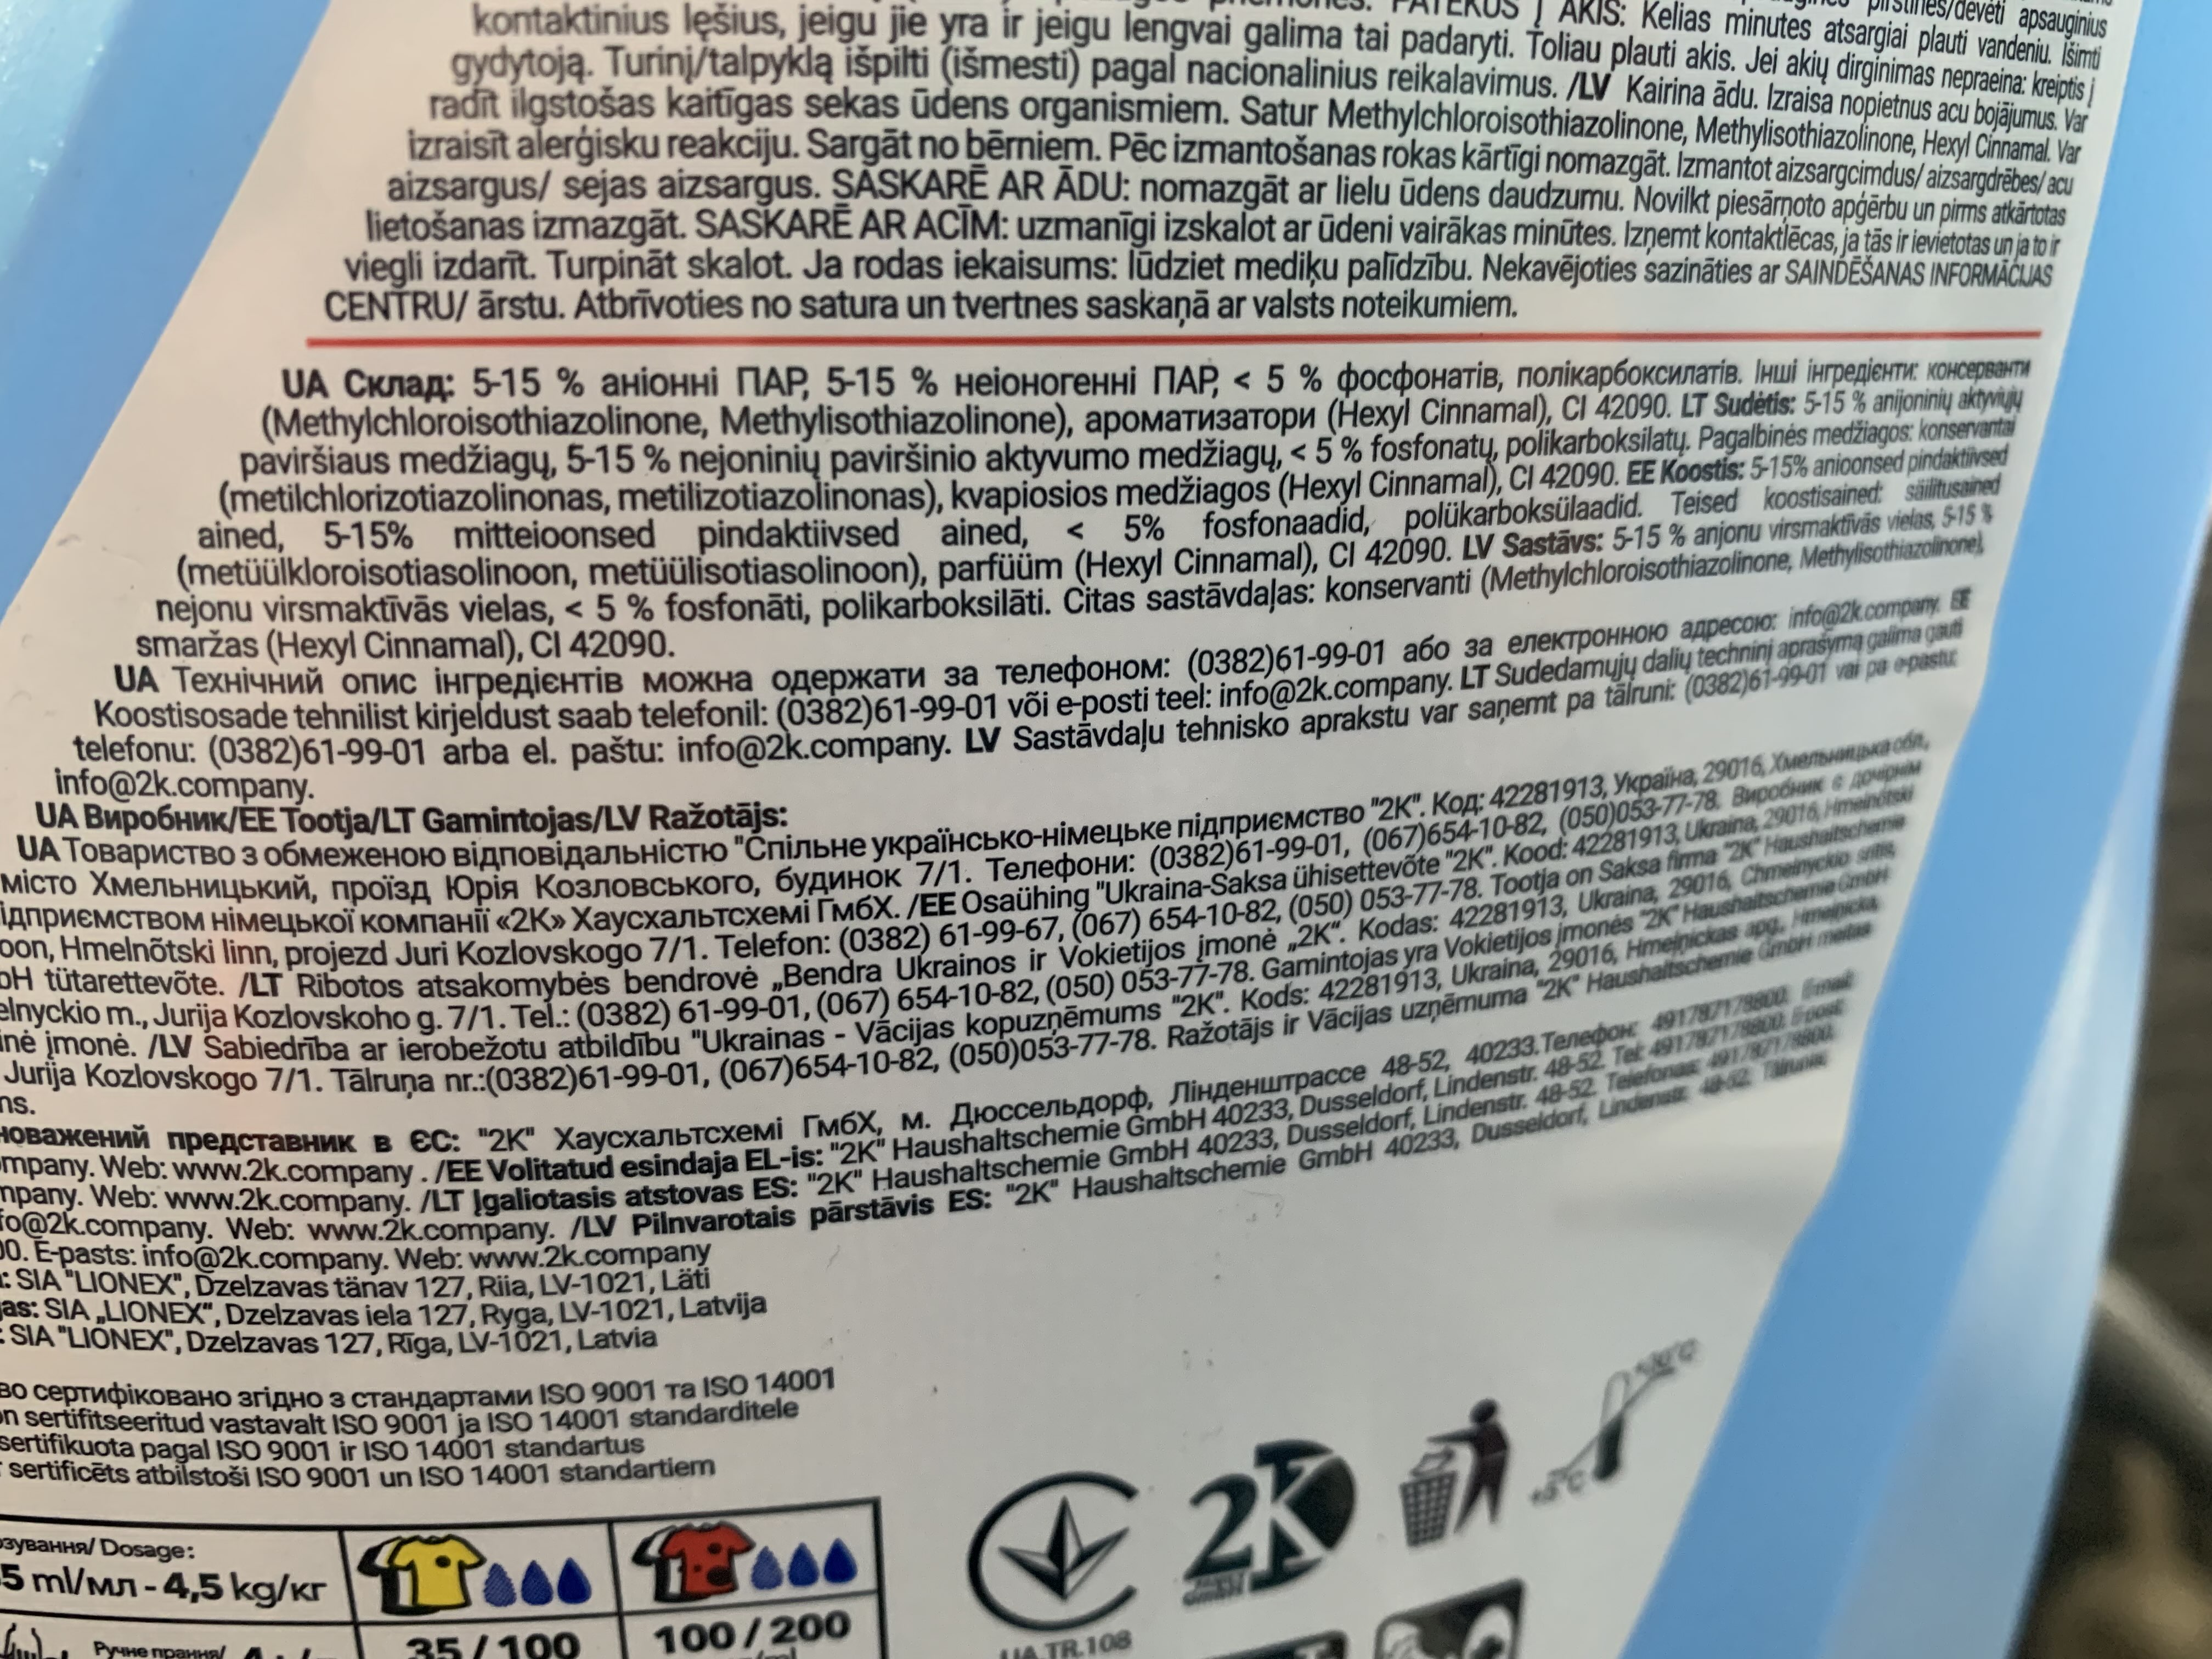 PATEKUS Į AKIS: Kelias minutes atsargiai plauti vandeniu. Išimti
kontaktinius lęšius, jeigu jie yra ir jeigu lengvai galima tai padaryti. Toliau plauti akis. Jei akių dirginimas nepraeina: kreiptis į
gydytoją. Turinį/talpyklą išpilti (išmesti) pagal nacionalinius reikalavimus. /LV Kairina ādu. Izraisa nopietnus acu bojājumus. Var
radīt ilgstošas kaitīgas sekas ūdens organismiem. Satur Methylchloroisothiazolinone, Methylisothiazolinone, Hexyl Cinnamal. Var
izraisīt alerģisku reakciju. Sargāt no bērniem. Pēc izmantošanas rokas kārtīgi nomazgāt. Izmantot aizsargcimdus/ aizsargdrēbes/ acu
aizsargus/ sejas aizsargus. SASKARĒ AR ĀDU: nomazgāt ar lielu ūdens daudzumu. Novilkt piesārņoto apģērbu un pirms atkārtotas
lietošanas izmazgāt. SASKARĒ AR ACĪM: uzmanīgi izskalot ar ūdeni vairākas minūtes. Izņemt kontaktlēcas, ja tās ir ievietotas un ja to ir
viegli izdarīt. Turpināt skalot. Ja rodas iekaisums: lūdziet mediķu palīdzību. Nekavējoties sazināties ar SAINDĒŠANAS INFORMĀCIJAS
CENTRU/ ārstu. Atbrīvoties no satura un tvertnes saskaņā ar valsts noteikumiem.
UA Склад: 5-15 % аніонні ПАР, 5-15 % неіоногенні ПАР, < 5 % фосфонатів, полікарбоксилатів. Інші інгредієнти: консерванти
(Methylchloroisothiazolinone, Methylisothiazolinone), ароматизатори (Hexyl Cinnamal), CI 42090. LT Sudėtis: 5-15 % anijoninių aktyviųjų
paviršiaus medžiagų, 5-15 % nejoninių paviršinio aktyvumo medžiagų, < 5 % fosfonatų, polikarboksilatų. Pagalbinės medžiagos: konservantai
(metilchlorizotiazolinonas, metilizotiazolinonas), kvapiosios medžiagos (Hexyl Cinnamal), CI 42090. EE Koostis: 5-15% anioonsed pindaktiivsed
ained, 5-15% mitteioonsed pindaktiivsed ained, < 5% fosfonaadid, polükarboksülaadid. Teised koostisained: säilitusained
(metüülkloroisotiasolinoon, metüülisotiasolinoon), parfüüm (Hexyl Cinnamal), CI 42090. LV Sastāvs: 5-15 % anjonu virsmaktīvās vielas, 5-15 %
nejonu virsmaktīvās vielas, < 5 % fosfonāti, polikarboksilāti. Citas sastāvdaļas: konservanti (Methylchloroisothiazolinone, Methylisothiazolinone),
smaržas (Hexyl Cinnamal), CI 42090.
UA Технічний опис інгредієнтів можна одержати за телефоном: (0382)61-99-01 або за електронною адресою: info@2k.company. EE
Koostisosade tehnilist kirjeldust saab telefonil: (0382)61-99-01 või e-posti teel: info@2k.company. LT Sudedamųjų dalių techninį aprašymą galima gauti
telefonu: (0382)61-99-01 arba el. paštu: info@2k.company. LV Sastāvdaļu tehnisko aprakstu var saņemt pa tālruni: (0382)61-99-01 vai pa e-pastu:
info@2k.company.
UA Виробник/EE Tootja/LT Gamintojas/LV Ražotājs:
UA Товариство з обмеженою відповідальністю "Спільне українсько-німецьке підприємство "2К". Код: 42281913, Україна, 29016, Хмельницька обл.,
місто Хмельницький, проїзд Юрія Козловського, будинок 7/1. Телефони: (0382)61-99-01, (067)654-10-82, (050)053-77-78. Виробник є дочірнім
ідприємством німецької компанії «2К» Хаусхальтсхемі ГмбХ. /EE Osaühing "Ukraina-Saksa ühisettevõte "2K". Kood: 42281913, Ukraina, 29016, Hmelnõtski
oon, Hmelnõtski linn, projezd Juri Kozlovskogo 7/1. Telefon: (0382) 61-99-67, (067) 654-10-82, (050) 053-77-78. Tootja on Saksa firma "2K" Haushaltschemie
bH tütarettevõte. /LT Ribotos atsakomybės bendrovė „Bendra Ukrainos ir Vokietijos įmonė „2K“. Kodas: 42281913, Ukraina, 29016, Chmelnyckio sritis,
elnyckio m., Jurija Kozlovskoho g. 7/1. Tel.: (0382) 61-99-01, (067) 654-10-82, (050) 053-77-78. Gamintojas yra Vokietijos įmonės "2K" Haushaltschemie GmbH
inė įmonė. /LV Sabiedrība ar ierobežotu atbildību "Ukrainas - Vācijas kopuzņēmums "2K". Kods: 42281913, Ukraina, 29016, Hmeļņickas apg., Hmeļņicka,
Jurija Kozlovskogo 7/1. Tālruņa nr.:(0382)61-99-01, (067)654-10-82, (050)053-77-78. Ražotājs ir Vācijas uzņēmuma "2K" Haushaltschemie GmbH meitas
ns.
новажений представник в ЄС: "2K" Хаусхальтсхемі ГмбХ, м. Дюссельдорф, Лінденштрассе 48-52, 40233.Телефон: 491787178800. Email:
ompany. Web: www.2k.company . /EE Volitatud esindaja EL-is: "2K" Haushaltschemie GmbH 40233, Dusseldorf, Lindenstr. 48-52. Tel: 491787178800. E-post:
mpany. Web: www.2k.company. /LT Įgaliotasis atstovas ES: "2K" Haushaltschemie GmbH 40233, Dusseldorf, Lindenstr. 48-52. Telefonas: 491787178800.
fo@2k.company. Web: www.2k.company. /LV Pilnvarotais pārstāvis ES: "2K" Haushaltschemie GmbH 40233, Dusseldorf, Lindenstr. 48-52. Tālrunis:
00. E-pasts: info@2k.company. Web: www.2k.company
: SIA "LIONEX", Dzelzavas tänav 127, Riia, LV-1021, Läti
jas: SIA „LIONEX“, Dzelzavas iela 127, Ryga, LV-1021, Latvija
: SIA "LIONEX", Dzelzavas 127, Rīga, LV-1021, Latvia
во сертифіковано згідно з стандартами ISO 9001 та ISO 14001
n sertifitseeritud vastavalt ISO 9001 ja ISO 14001 standarditele
sertifikuota pagal ISO 9001 ir ISO 14001 standartus
sertificēts atbilstoši ISO 9001 un ISO 14001 standartiem
зування/ Dosage:
5 ml/мл - 4,5 kg/кг
Ручне прання/
35 / 100
100 / 200
UA.TR.108
2K
GmbH
+5°C
+30°C